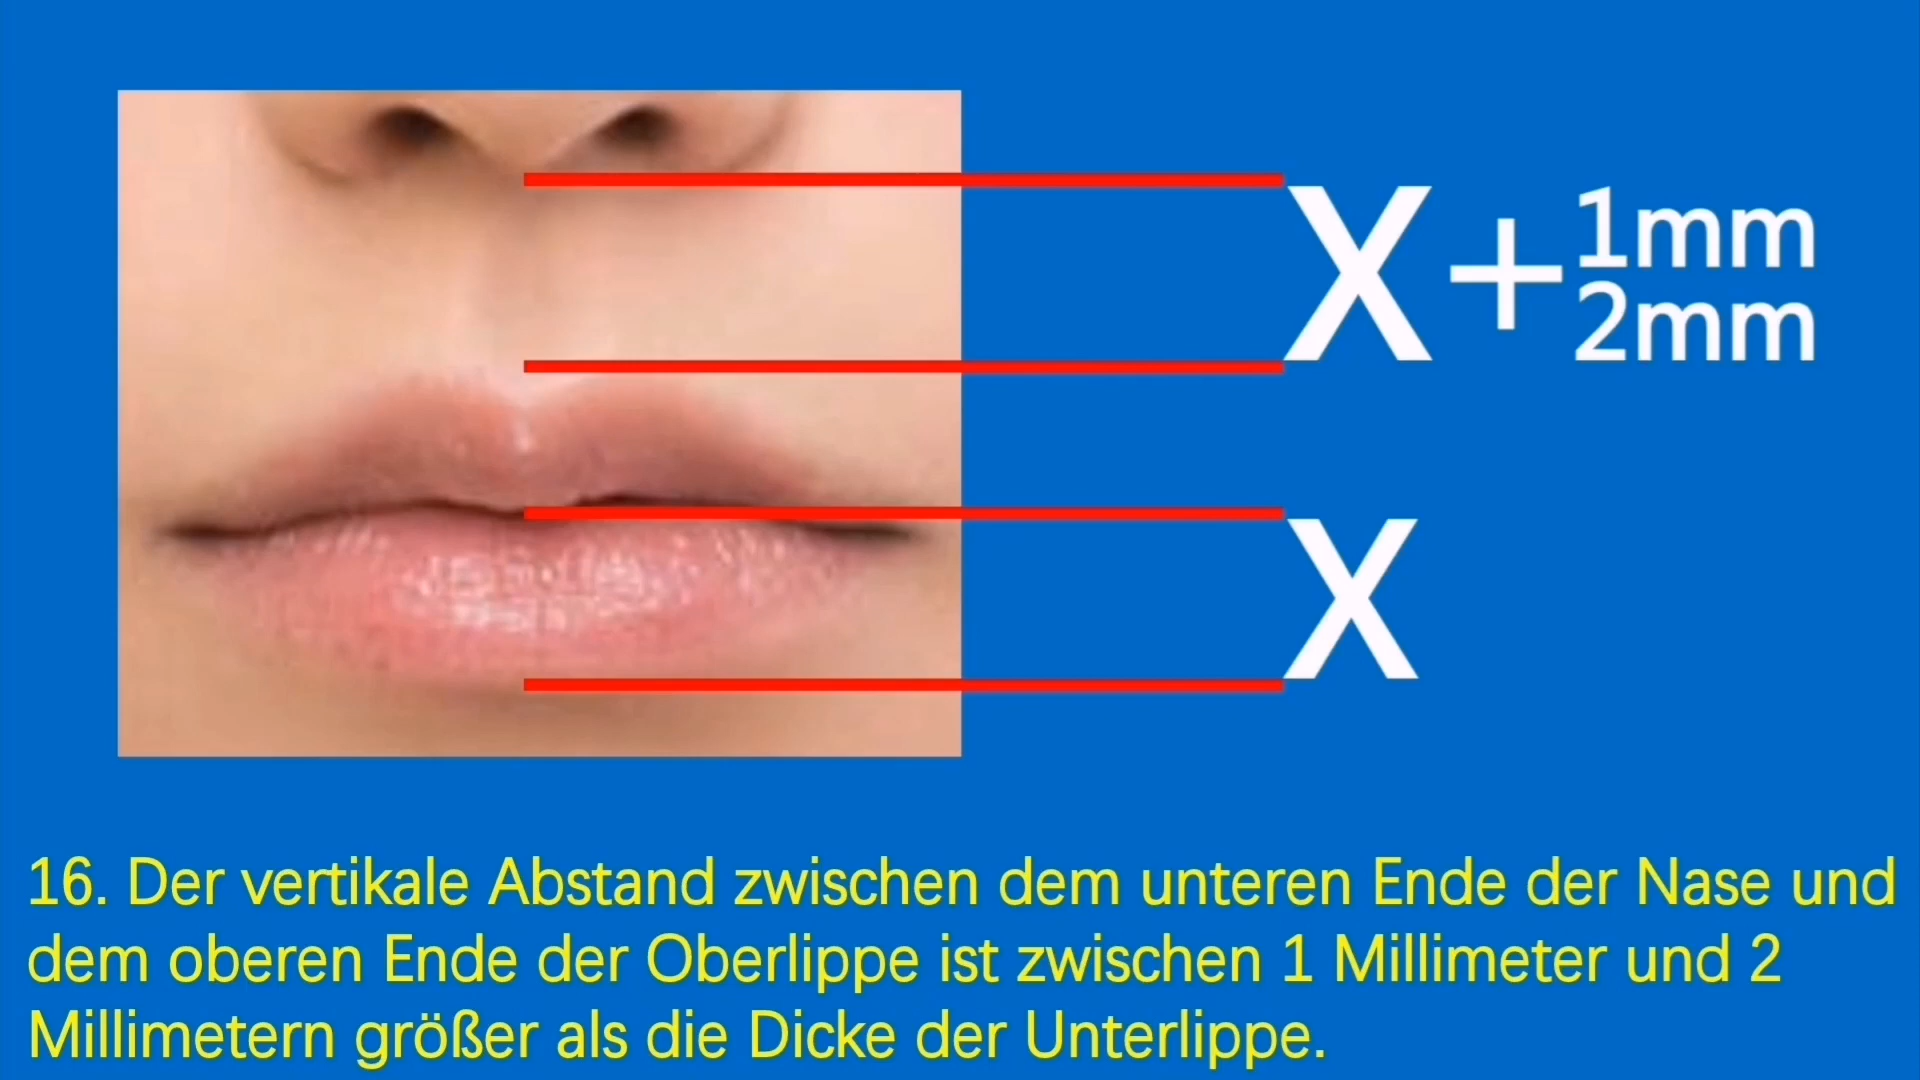 X+1mm
2mm
X
16. Der vertikale Abstand zwischen dem unteren Ende der Nase und
dem oberen Ende der Oberlippe ist zwischen 1 Millimeter und 2
Millimetern größer als die Dicke der Unterlippe.